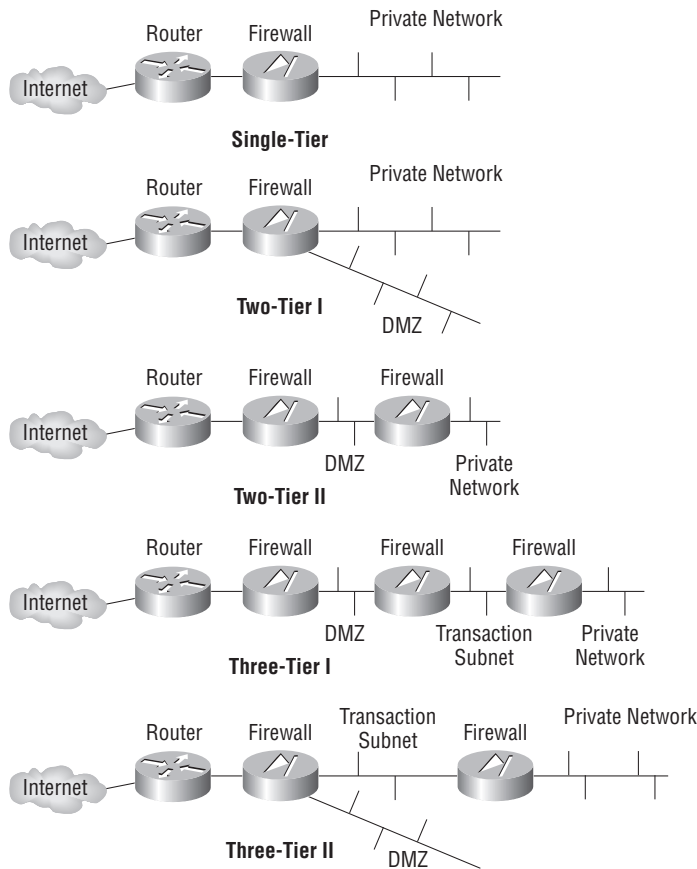 Private Network
Router
Firewall
Internet
Single-Tier
Private Network
Router
Firewall
Internet
Two-Tier I
DMZ
Router
Firewall
Firewall
Internet
DMZ
Private
Network
Two-Tier II
Router
Firewall
Firewall
Firewall
Internet
DMZ
Transaction
Subnet
Private
Network
Three-Tier I
Router
Firewall
Transaction
Subnet
Firewall
Private Network
Internet
Three-Tier II
DMZ